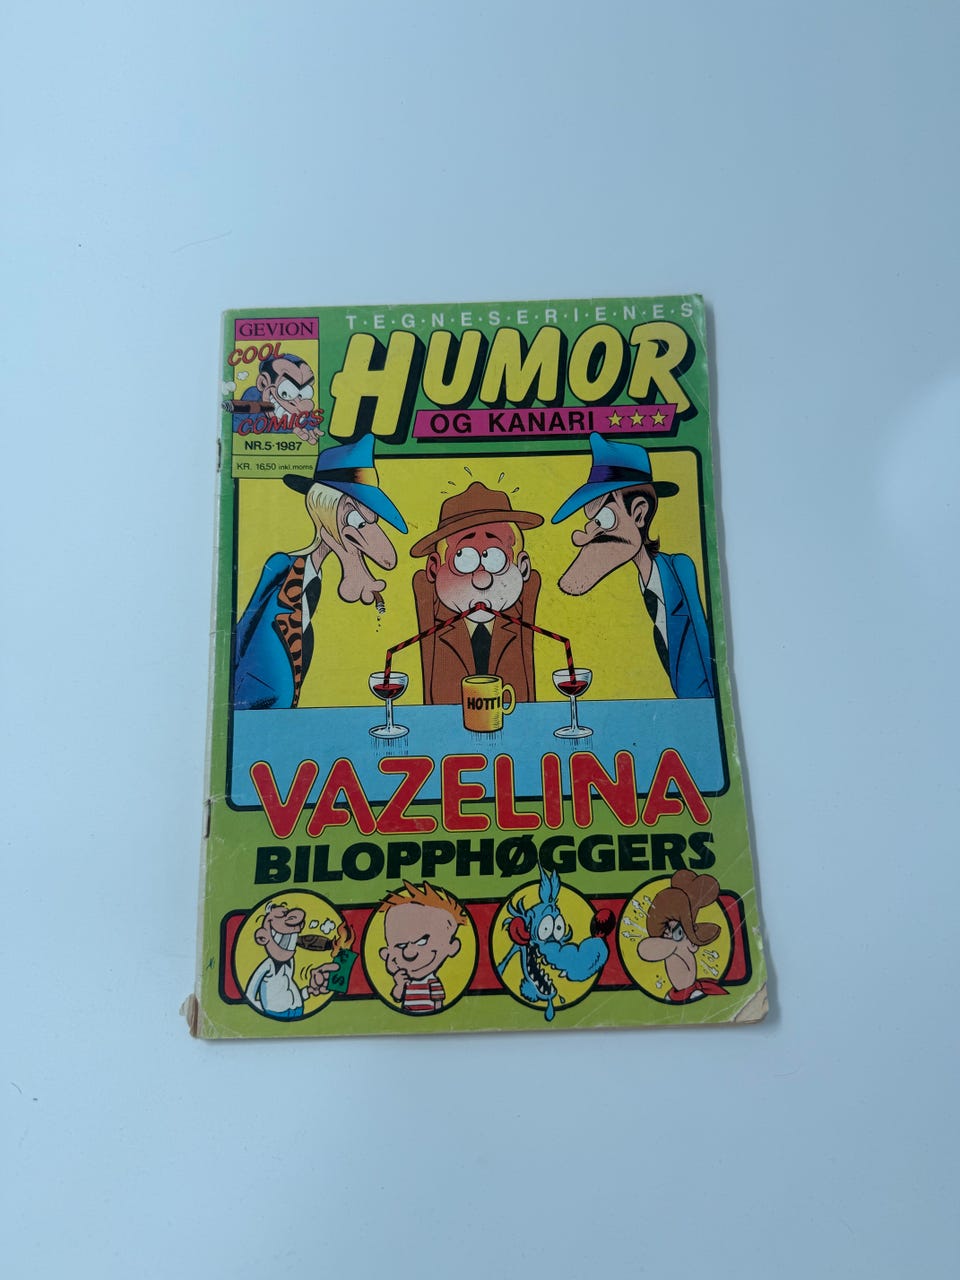 GEVION
COOL
COMICS
NR.5-1987
KR. 16,50 inkl. moms
T·E·G·N·E·S·E·R·I·E·N·E·S
HUMOR
OG KANARI ★★★
HOTTI
VAZELINA
BILOPPHØGGERS
$